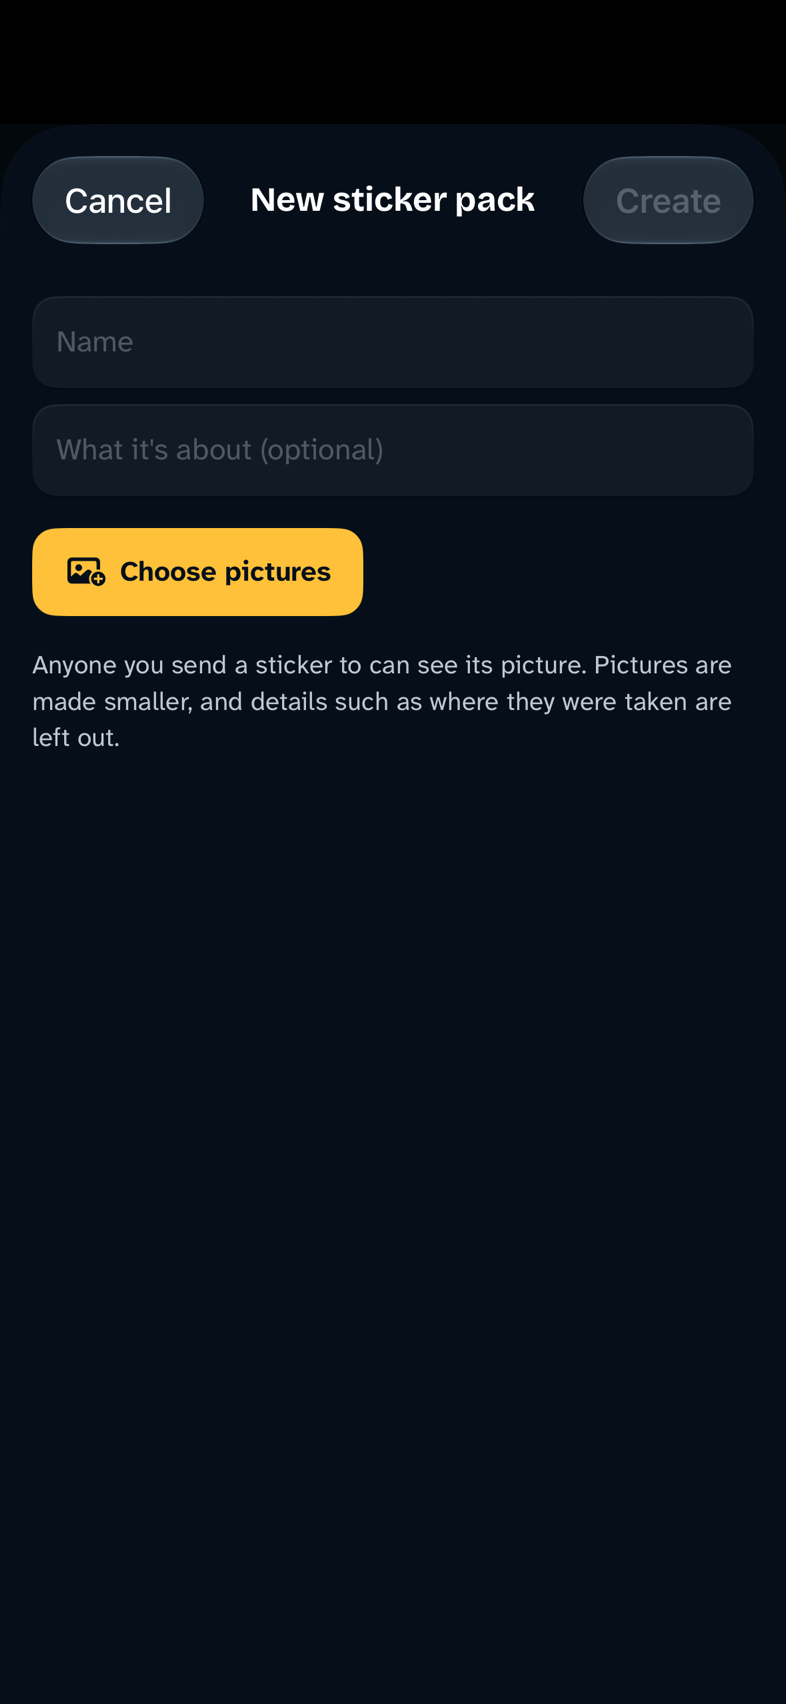 Cancel
New sticker pack
Create
Name
What it's about (optional)
Choose pictures
Anyone you send a sticker to can see its picture. Pictures are
made smaller, and details such as where they were taken are
left out.